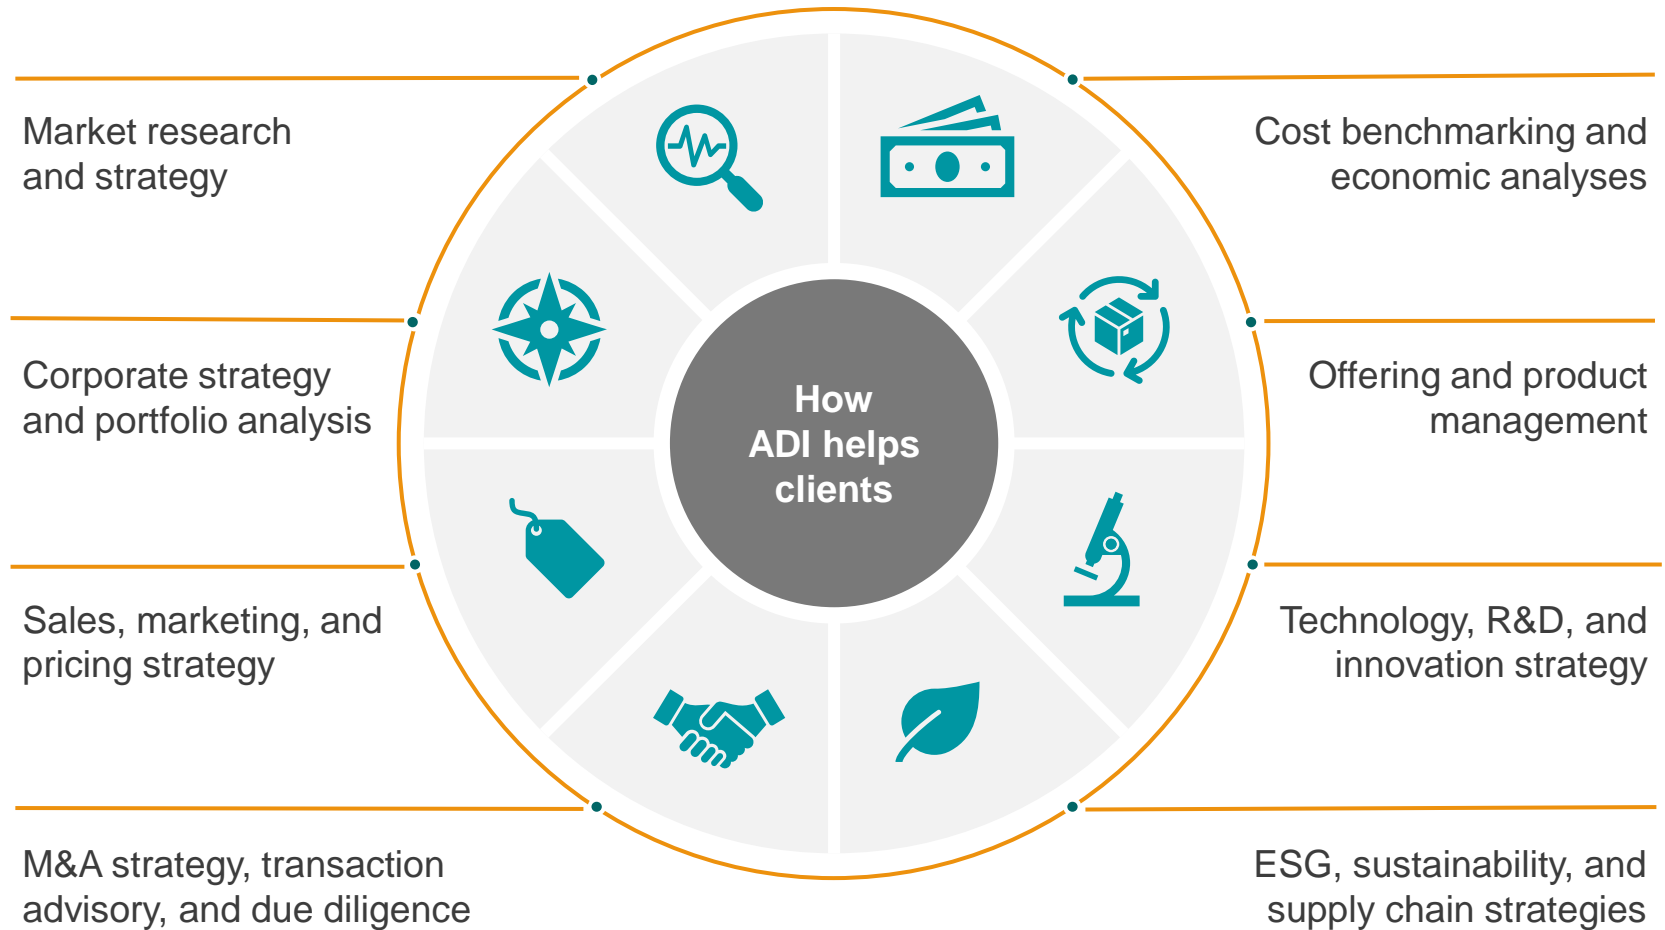 Market research
and strategy
Corporate strategy
and portfolio analysis
Sales, marketing, and
pricing strategy
M&A strategy, transaction
advisory, and due diligence
How
ADI helps
clients
Cost benchmarking and
economic analyses
Offering and product
management
Technology, R&D, and
innovation strategy
ESG, sustainability, and
supply chain strategies